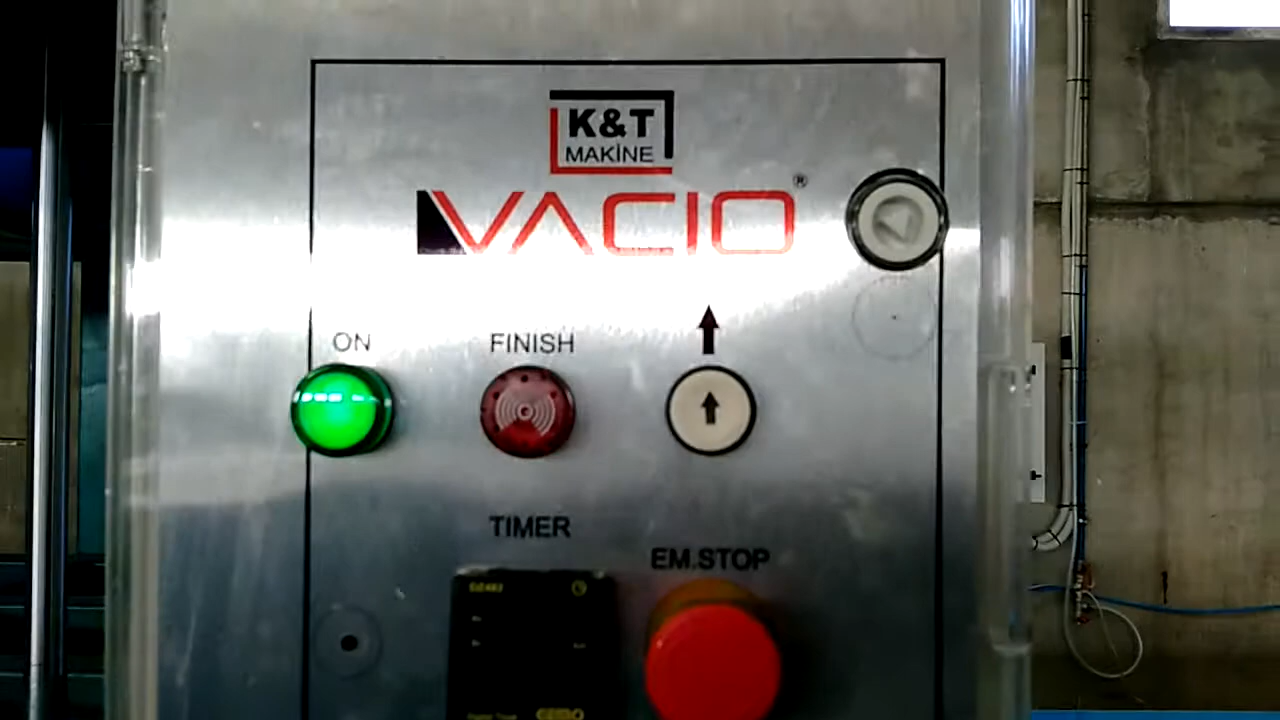 K&T
MAKİNE
VACIO®
ON
FINISH
TIMER
EM.STOP